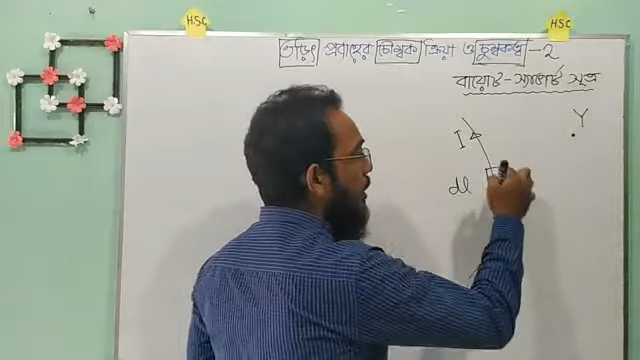 HSC HSC
তড়িৎ প্রবাহের চৌম্বক ক্রিয়া ও চুম্বকত্ব -2
বায়োট-স্যাভার্ট সূত্র
Y
I
dl